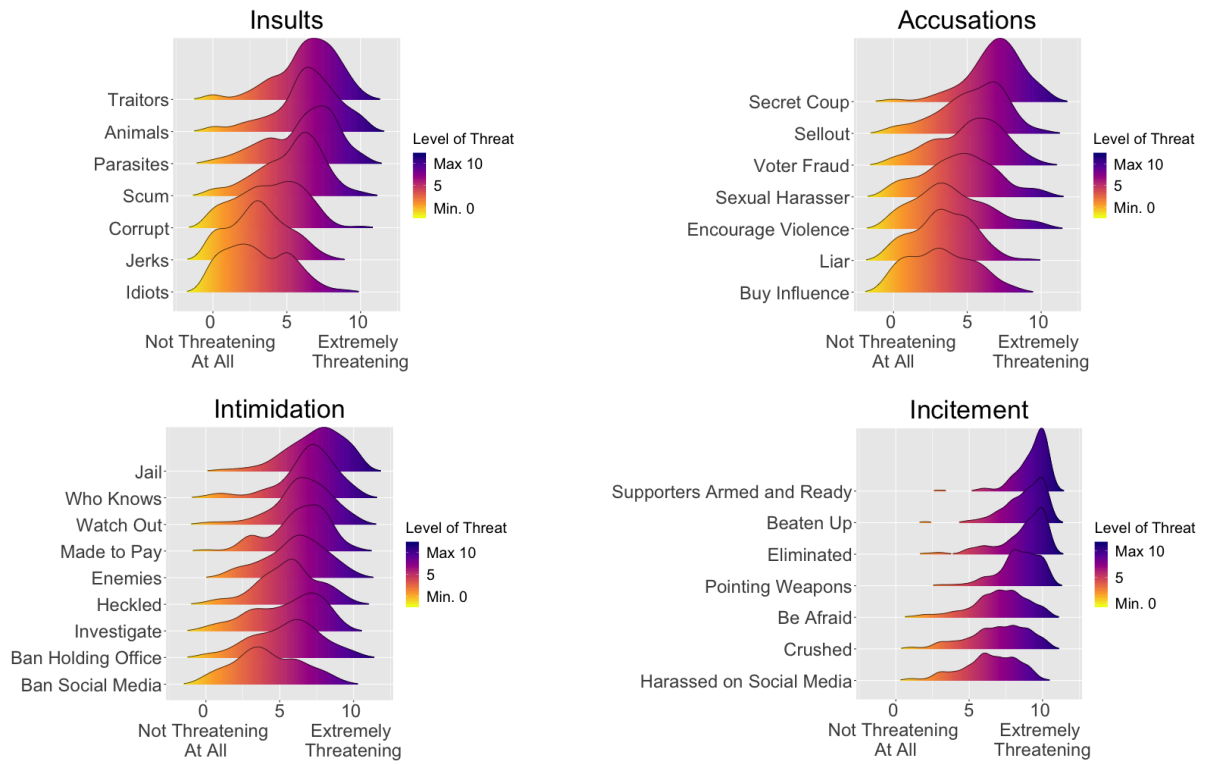 Insults
Traitors
Animals
Parasites
Scum
Corrupt
Jerks
Idiots
0 5 10
Not Threatening Extremely
At All Threatening
Level of Threat
Max 10
5
Min. 0
Accusations
Secret Coup
Sellout
Voter Fraud
Sexual Harasser
Encourage Violence
Liar
Buy Influence
0 5 10
Not Threatening Extremely
At All Threatening
Level of Threat
Max 10
5
Min. 0
Intimidation
Jail
Who Knows
Watch Out
Made to Pay
Enemies
Heckled
Investigate
Ban Holding Office
Ban Social Media
0 5 10
Not Threatening Extremely
At All Threatening
Level of Threat
Max 10
5
Min. 0
Incitement
Supporters Armed and Ready
Beaten Up
Eliminated
Pointing Weapons
Be Afraid
Crushed
Harassed on Social Media
0 5 10
Not Threatening Extremely
At All Threatening
Level of Threat
Max 10
5
Min. 0